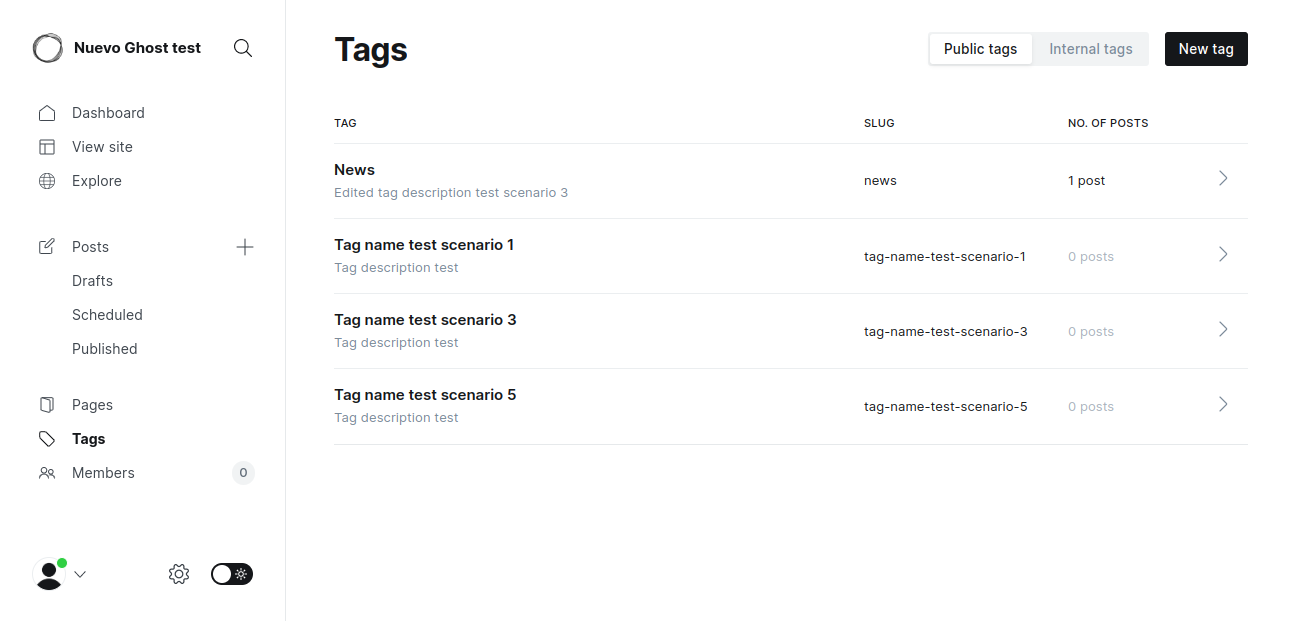 Nuevo Ghost test
Dashboard
View site
Explore
Posts
Drafts
Scheduled
Published
Pages
Tags
Members 0
Tags
Public tags Internal tags New tag
TAG SLUG NO. OF POSTS
News
Edited tag description test scenario 3
news 1 post
Tag name test scenario 1
Tag description test
tag-name-test-scenario-1 0 posts
Tag name test scenario 3
Tag description test
tag-name-test-scenario-3 0 posts
Tag name test scenario 5
Tag description test
tag-name-test-scenario-5 0 posts